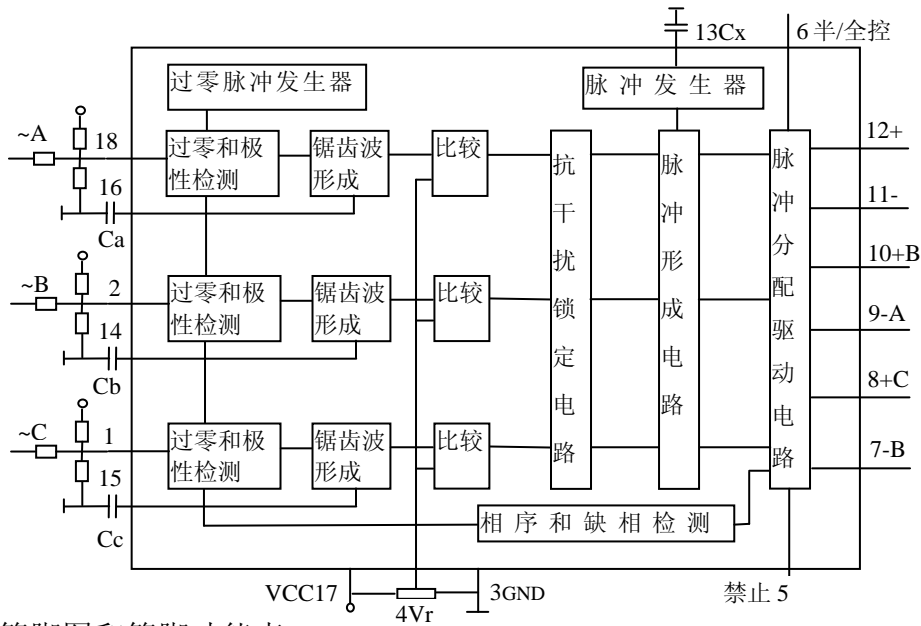 13Cx
6 半/全控
过零脉冲发生器
脉冲发生器
~A
18
过零和极
性检测
锯齿波
形成
比较
16
Ca
抗干扰锁定电路
脉冲形成电路
脉冲分配驱动电路
12+
11-
10+B
9-A
8+C
7-B
~B
2
过零和极
性检测
锯齿波
形成
比较
14
Cb
~C
1
过零和极
性检测
锯齿波
形成
比较
15
Cc
相序和缺相检测
VCC17
4Vr
3GND
禁止 5